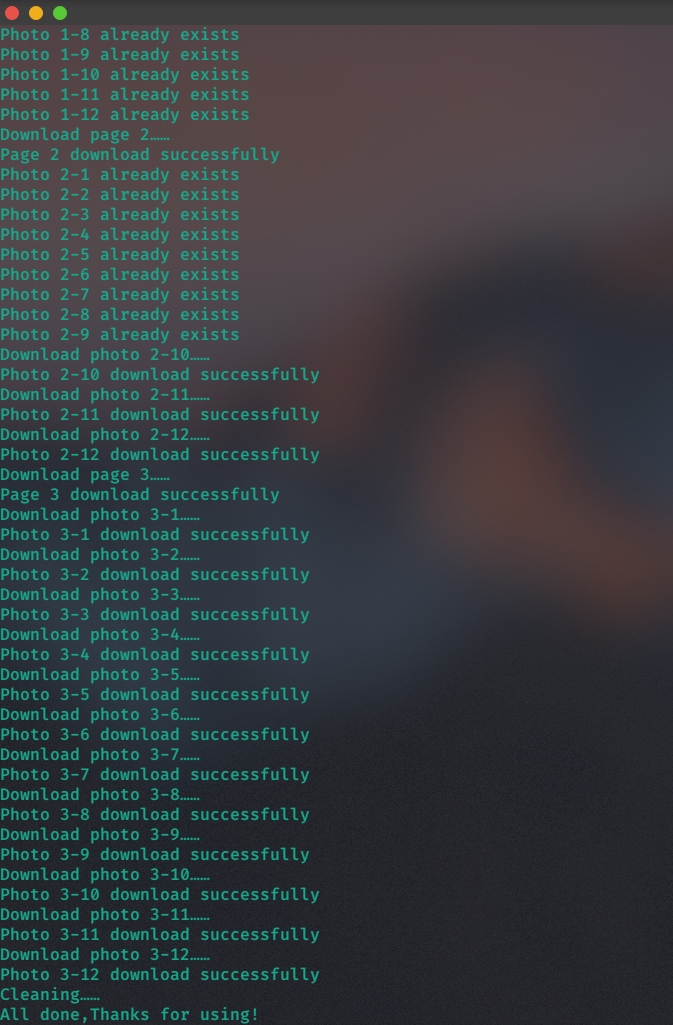 Photo 1-8 already exists
Photo 1-9 already exists
Photo 1-10 already exists
Photo 1-11 already exists
Photo 1-12 already exists
Download page 2……
Page 2 download successfully
Photo 2-1 already exists
Photo 2-2 already exists
Photo 2-3 already exists
Photo 2-4 already exists
Photo 2-5 already exists
Photo 2-6 already exists
Photo 2-7 already exists
Photo 2-8 already exists
Photo 2-9 already exists
Download photo 2-10……
Photo 2-10 download successfully
Download photo 2-11……
Photo 2-11 download successfully
Download photo 2-12……
Photo 2-12 download successfully
Download page 3……
Page 3 download successfully
Download photo 3-1……
Photo 3-1 download successfully
Download photo 3-2……
Photo 3-2 download successfully
Download photo 3-3……
Photo 3-3 download successfully
Download photo 3-4……
Photo 3-4 download successfully
Download photo 3-5……
Photo 3-5 download successfully
Download photo 3-6……
Photo 3-6 download successfully
Download photo 3-7……
Photo 3-7 download successfully
Download photo 3-8……
Photo 3-8 download successfully
Download photo 3-9……
Photo 3-9 download successfully
Download photo 3-10……
Photo 3-10 download successfully
Download photo 3-11……
Photo 3-11 download successfully
Download photo 3-12……
Photo 3-12 download successfully
Cleaning……
All done,Thanks for using!